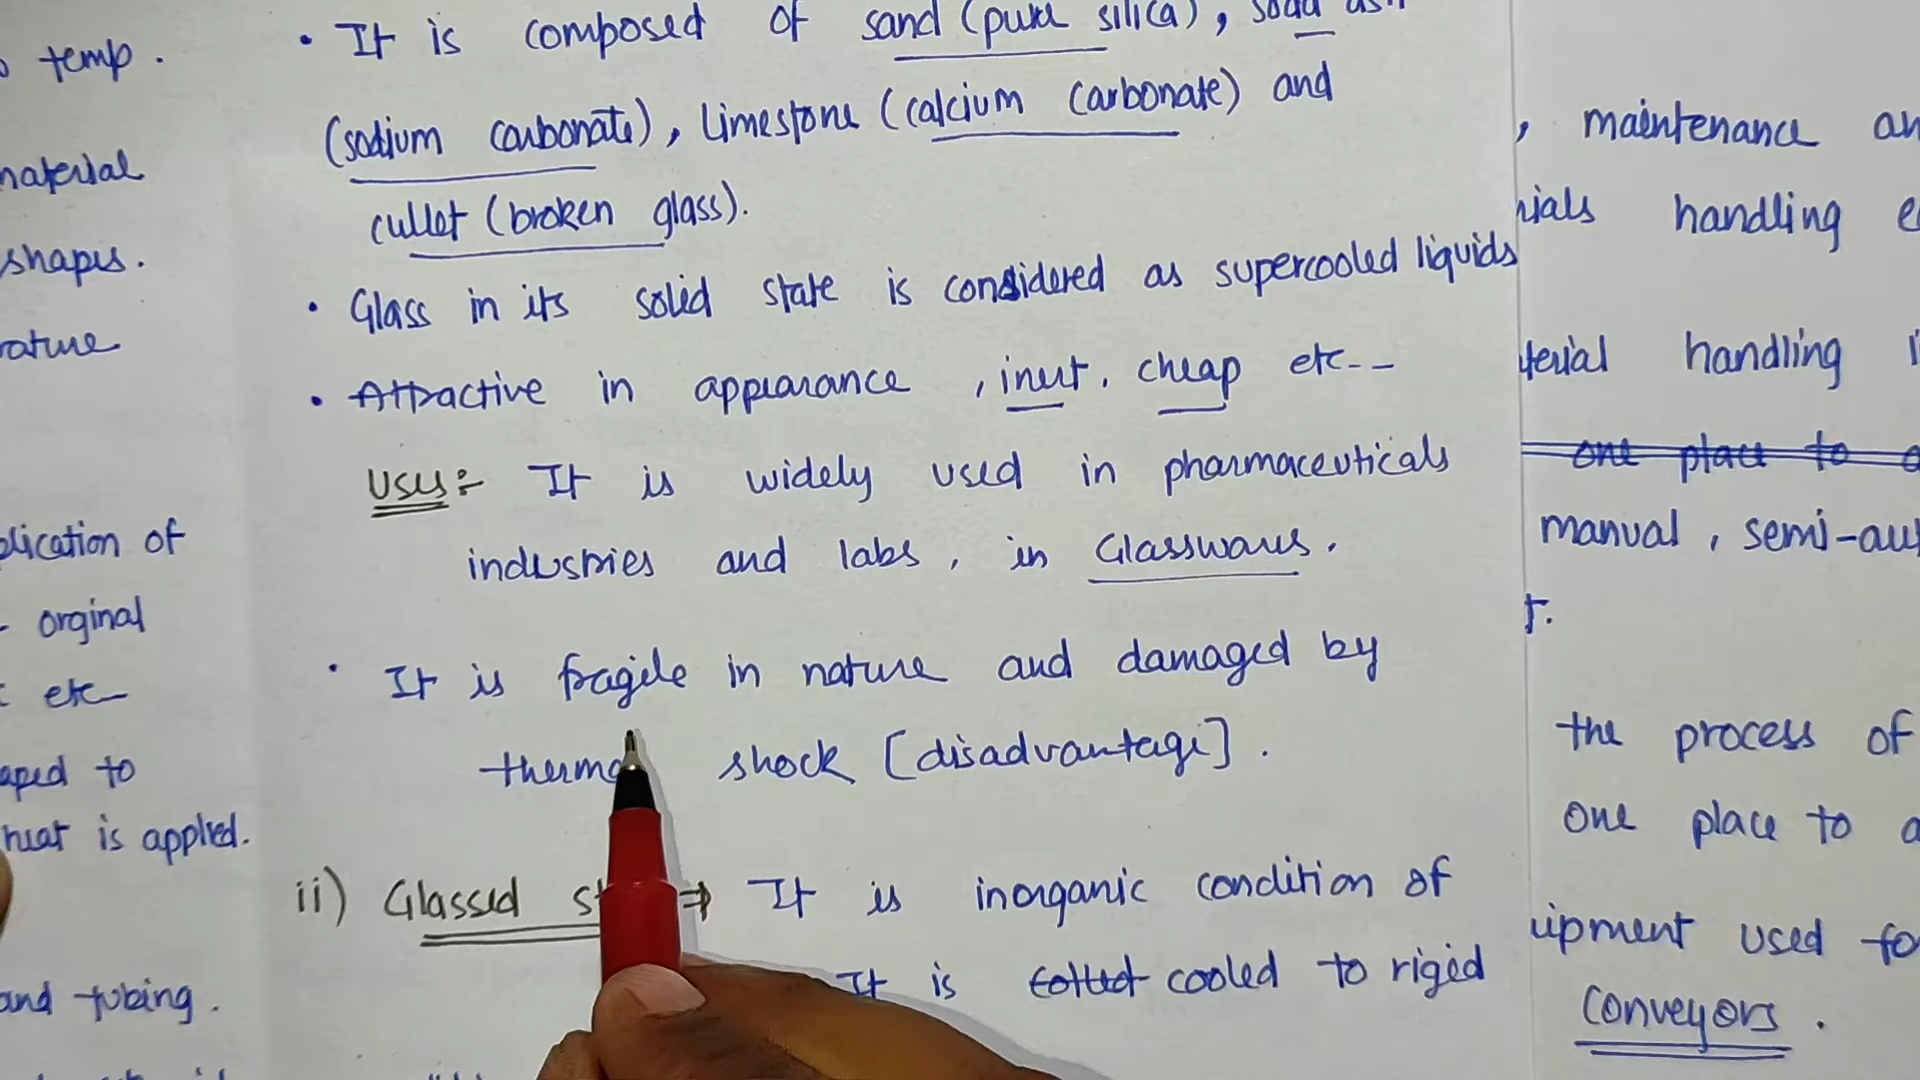 temp.
material
shapes.
of
- orginal
etc
to
heat is applied.
and tubing.
• It is composed of sand (pure silica), soda ash
(sodium carbonate), limestone (calcium carbonate) and
cullet (broken glass).
• Glass in its solid state is considered as supercooled liquids
• Attractive in appearance, inert, cheap etc--
Uses:- It is widely used in pharmaceuticals
industries and labs, in Glasswares.
• It is fragile in nature and damaged by
shock [disadvantage].
ii) Glassed ⇒ It is inorganic condition of
It is cooled to rigid
, maintenance
handling
handling
one place to
manual, semi-
the process of
one place to
used
conveyors.